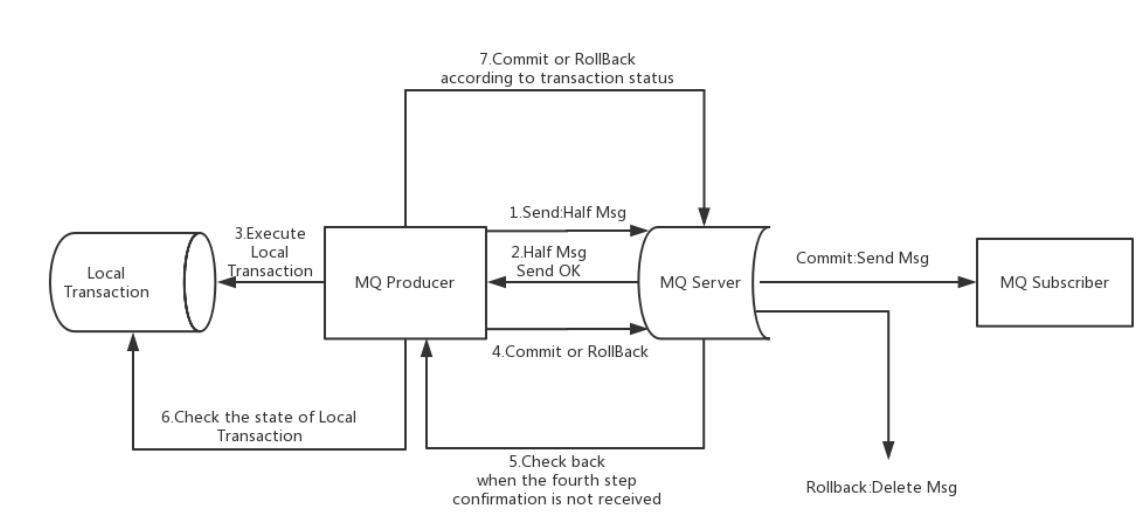 7.Commit or RollBack
according to transaction status
1.Send:Half Msg
3.Execute
Local
Transaction
2.Half Msg
Send OK
Commit:Send Msg
Local
Transaction
MQ Producer
MQ Server
MQ Subscriber
4.Commit or RollBack
6.Check the state of Local
Transaction
5.Check back
when the fourth step
confirmation is not received
Rollback:Delete Msg